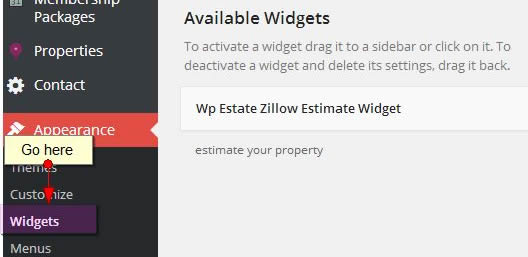 Membership
Packages
Properties
Contact
Appearance
Go here
Themes
Customize
Widgets
Menus
Available Widgets
To activate a widget drag it to a sidebar or click on it. To
deactivate a widget and delete its settings, drag it back.
Wp Estate Zillow Estimate Widget
estimate your property